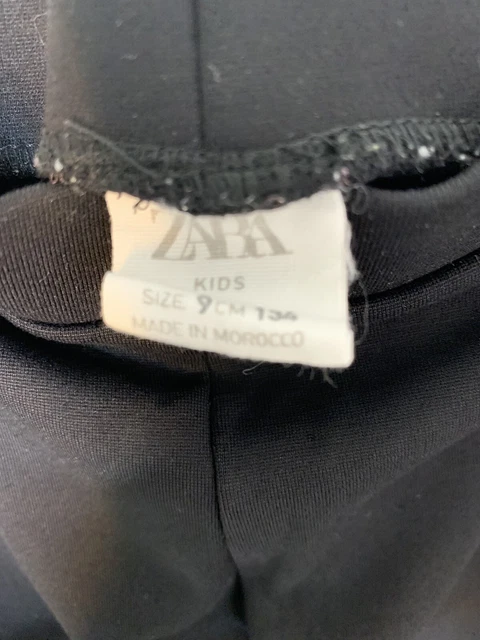 ZARA
KIDS
SIZE 9 CM 134
MADE IN MOROCCO